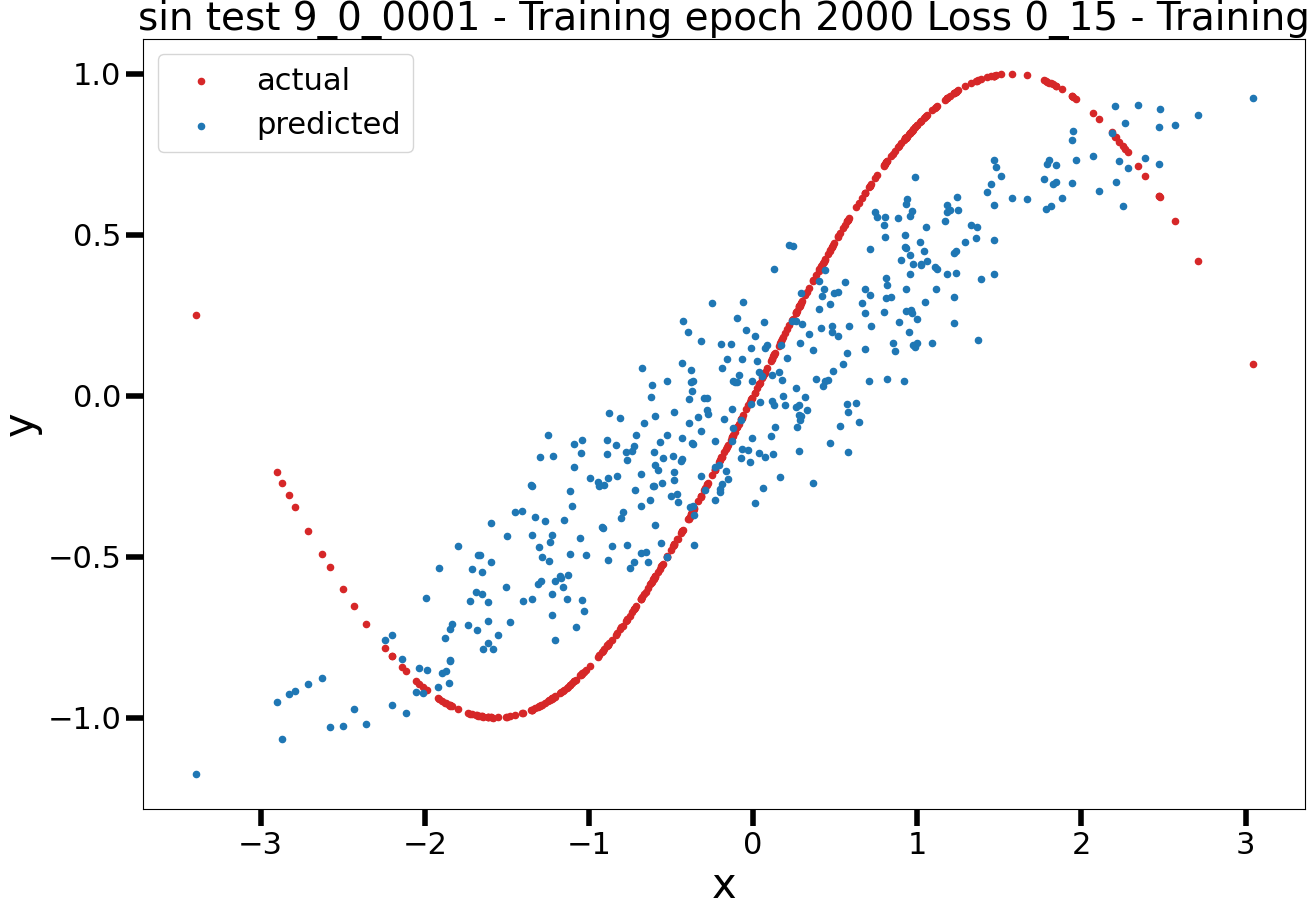 sin test 9_0_0001 - Training epoch 2000 Loss 0_15 - Training
actual
predicted
1.0
0.5
0.0
−0.5
−1.0
y
−3 −2 −1 0 1 2 3
x